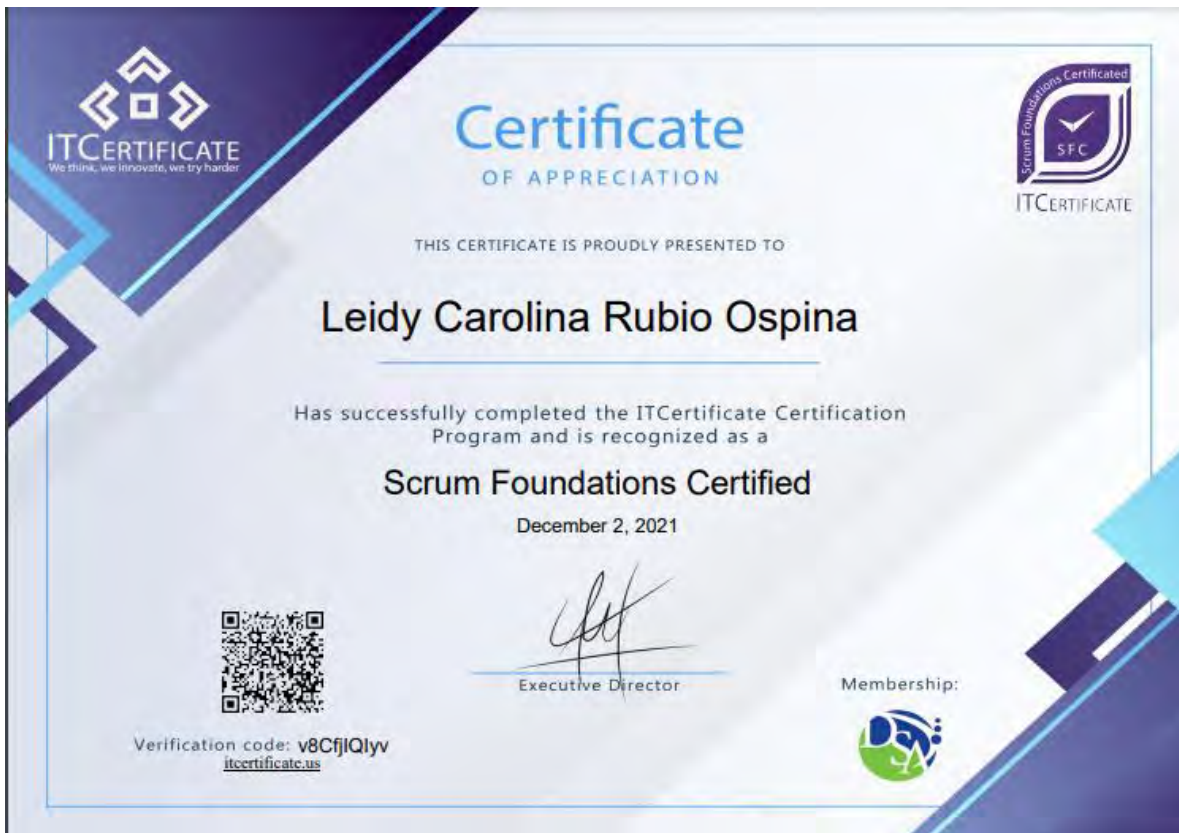 ITCERTIFICATE
We think, we innovate, we try harder
Certificate
OF APPRECIATION
Scrum Foundations Certificated
SFC
ITCERTIFICATE
THIS CERTIFICATE IS PROUDLY PRESENTED TO
Leidy Carolina Rubio Ospina
Has successfully completed the ITCertificate Certification
Program and is recognized as a
Scrum Foundations Certified
December 2, 2021
Executive Director
Membership:
DSA
Verification code: v8CfjlQIyv
itcertificate.us